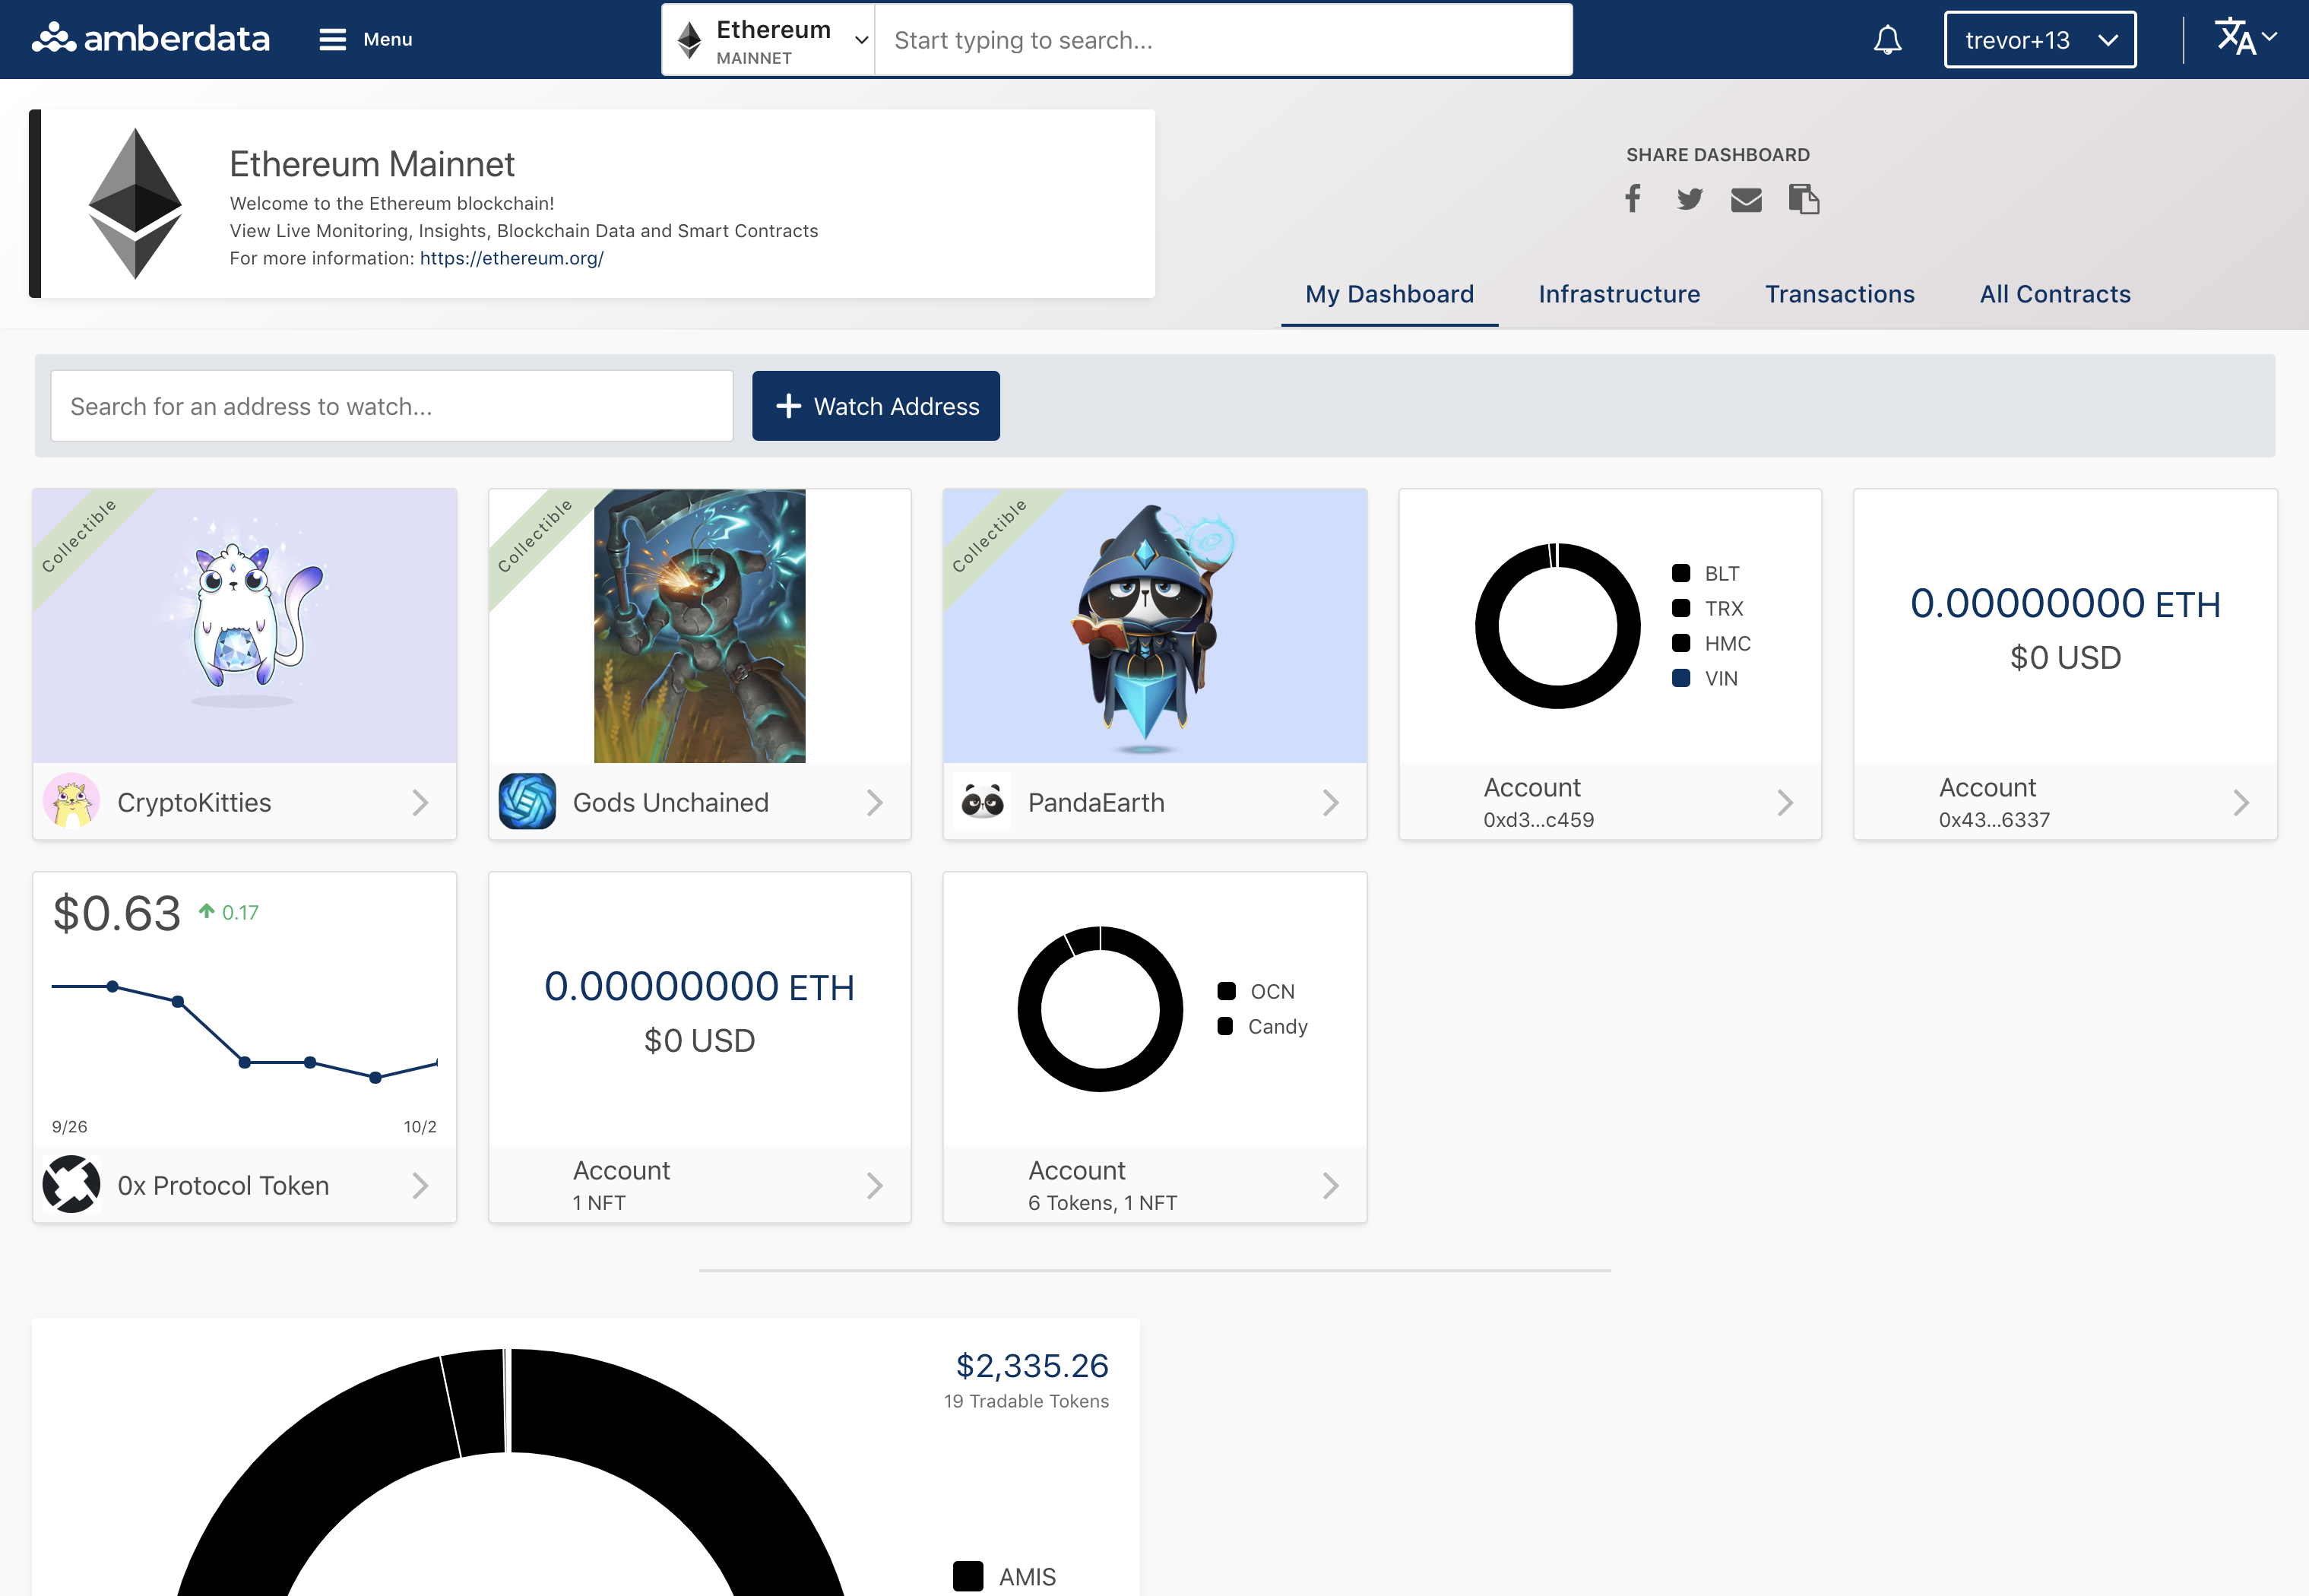 amberdata
Menu
Ethereum
MAINNET
Start typing to search...
trevor+13
Ethereum Mainnet
Welcome to the Ethereum blockchain!
View Live Monitoring, Insights, Blockchain Data and Smart Contracts
For more information: https://ethereum.org/
SHARE DASHBOARD
My Dashboard
Infrastructure
Transactions
All Contracts
Search for an address to watch...
Watch Address
Collectible
CryptoKitties
Collectible
Gods Unchained
Collectible
PandaEarth
BLT
TRX
HMC
VIN
Account
0xd3...c459
0.00000000 ETH
$0 USD
Account
0x43...6337
$0.63 0.17
9/26 10/2
0x Protocol Token
0.00000000 ETH
$0 USD
Account
1 NFT
OCN
Candy
Account
6 Tokens, 1 NFT
$2,335.26
19 Tradable Tokens
AMIS